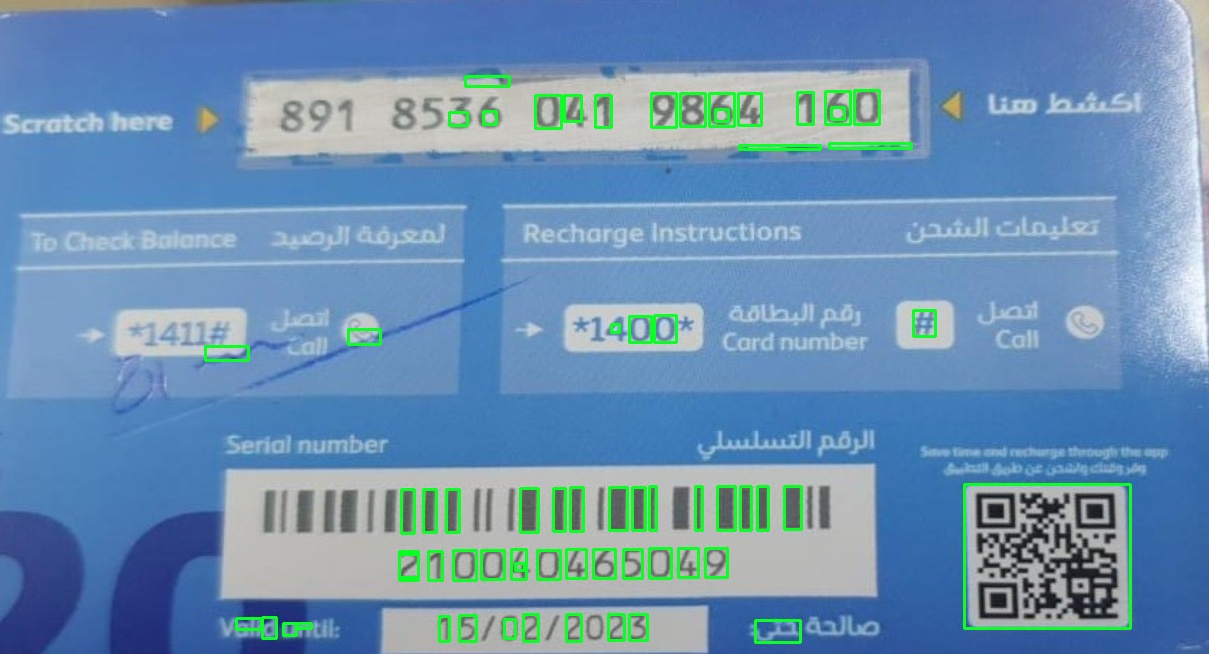 Scratch here 891 8536 041 9864 160 اكشط هنا
To Check Balance لمعرفة الرصيد
*1411# اتصل
Call
Recharge Instructions تعليمات الشحن
*1400* رقم البطاقة # اتصل
Card number Call
Serial number الرقم التسلسلي
210040465049
Valid until: 15/02/2023 صالحة حتى:
Save time and recharge through the app
وفر وقتك واشحن عن طريق التطبيق
20